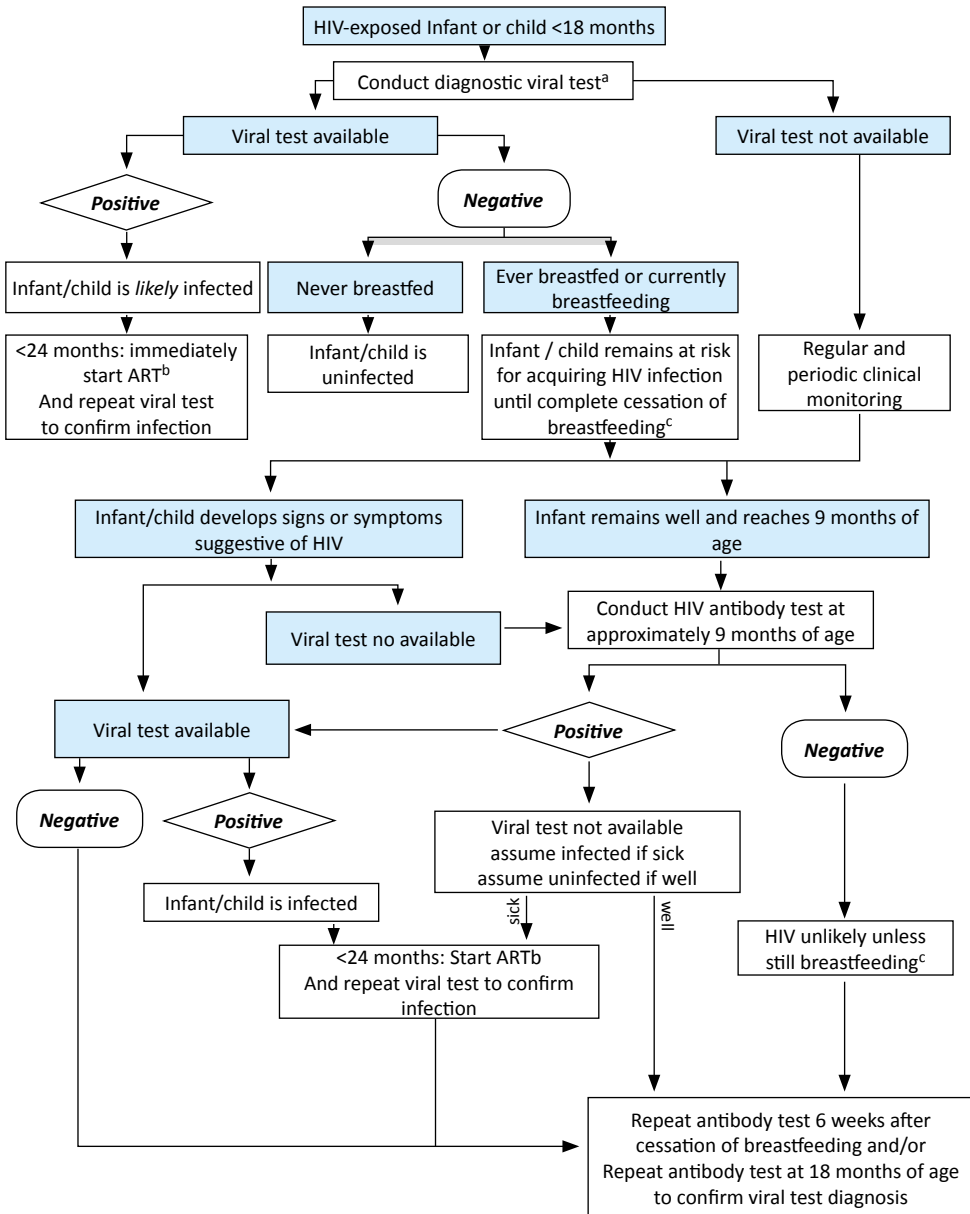 HIV-exposed Infant or child <18 months
Conduct diagnostic viral testᵃ
Viral test available
Viral test not available
Positive
Negative
Infant/child is likely infected
Never breastfed
Ever breastfed or currently
breastfeeding
<24 months: immediately
start ARTᵇ
And repeat viral test
to confirm infection
Infant/child is
uninfected
Infant / child remains at risk
for acquiring HIV infection
until complete cessation of
breastfeedingᶜ
Regular and
periodic clinical
monitoring
Infant/child develops signs or symptoms
suggestive of HIV
Infant remains well and reaches 9 months of
age
Viral test no available
Conduct HIV antibody test at
approximately 9 months of age
Viral test available
Positive
Negative
Negative
Positive
Viral test not available
assume infected if sick
assume uninfected if well
Infant/child is infected
sick
well
HIV unlikely unless
still breastfeedingᶜ
<24 months: Start ARTb
And repeat viral test to confirm
infection
Repeat antibody test 6 weeks after
cessation of breastfeeding and/or
Repeat antibody test at 18 months of age
to confirm viral test diagnosis